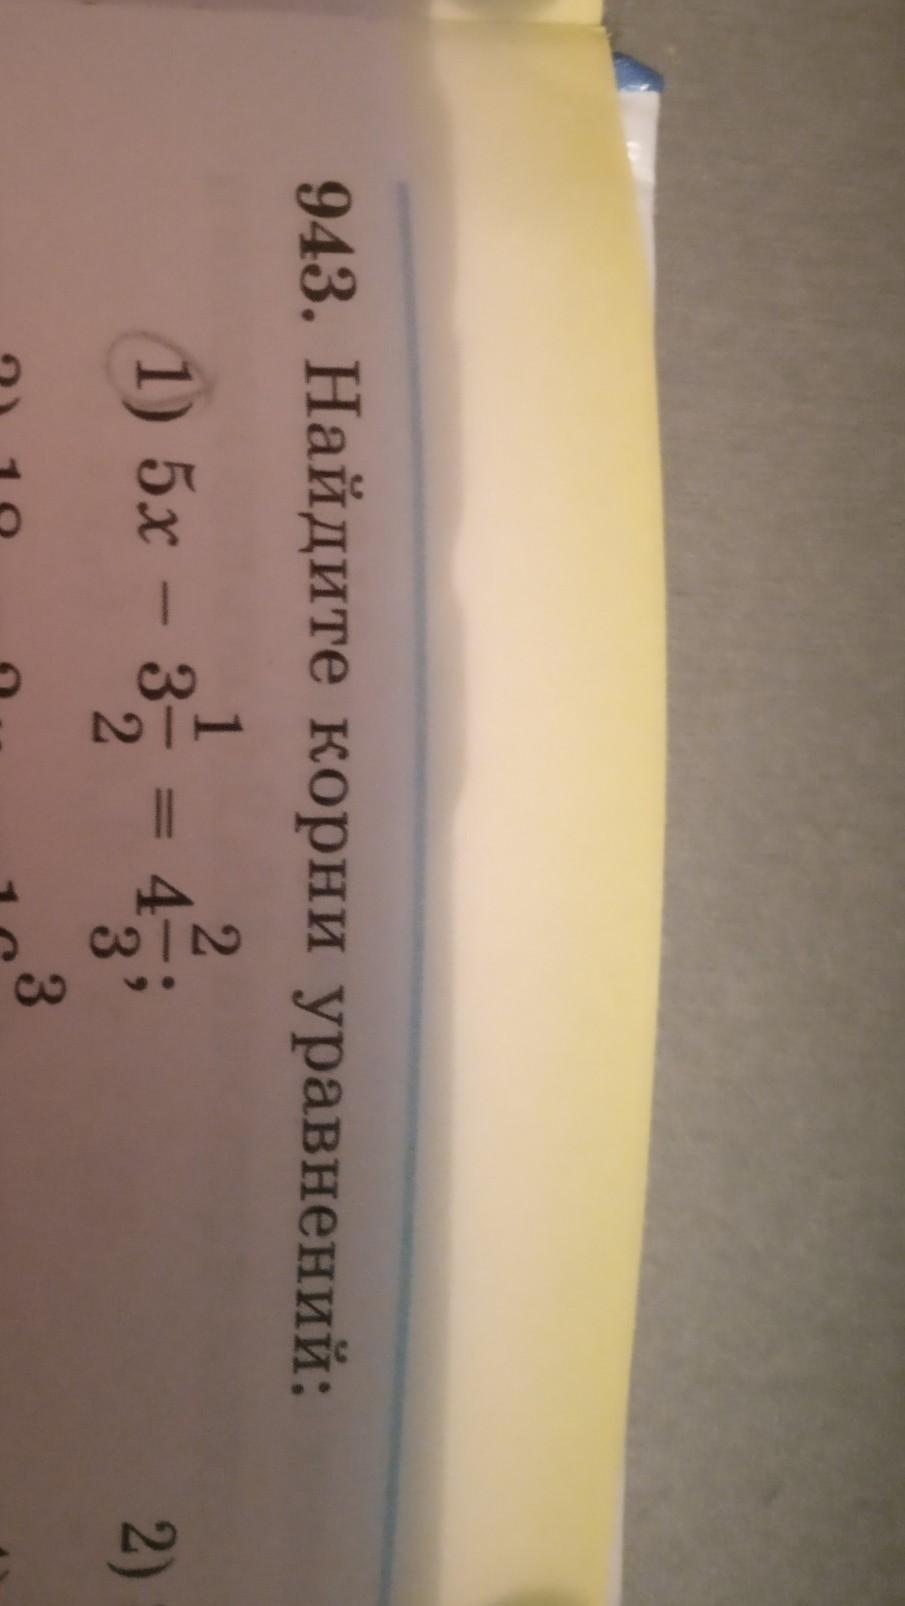 943. Найдите корни уравнений:
1) 5x − 3 1/2 = 4 2/3; 2)